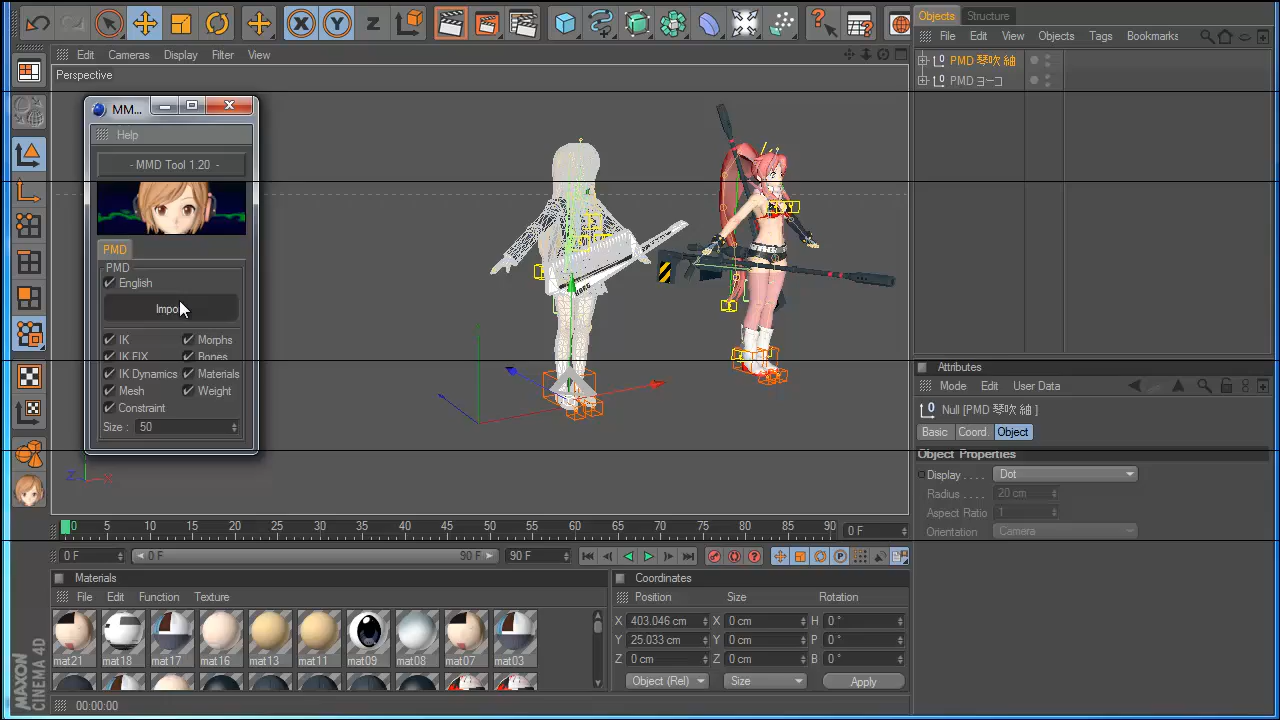 Objects Structure
File Edit View Objects Tags Bookmarks
Edit Cameras Display Filter View
PMD 琴吹 紬
PMD ヨーコ
Perspective
MM...
Help
- MMD Tool 1.20 -
PMD
PMD
English
Impo
IK Morphs
IK FIX Bones
IK Dynamics Materials
Mesh Weight
Constraint
Size : 50
KORG
Attributes
Mode Edit User Data
Null [PMD 琴吹 紬 ]
Basic Coord. Object
Object Properties
Display . . . . Dot
Radius . . . . 20 cm
Aspect Ratio 1
Orientation Camera
Z X
0 5 10 15 20 25 30 35 40 45 50 55 60 65 70 75 80 85 90 0 F
0 F 0 F 90 F 90 F
Materials
File Edit Function Texture
mat21 mat18 mat17 mat16 mat13 mat11 mat09 mat08 mat07 mat03
Coordinates
Position Size Rotation
X 403.046 cm X 0 cm H 0 °
Y 25.033 cm Y 0 cm P 0 °
Z 0 cm Z 0 cm B 0 °
Object (Rel) Size Apply
00:00:00
MAXON
CINEMA 4D